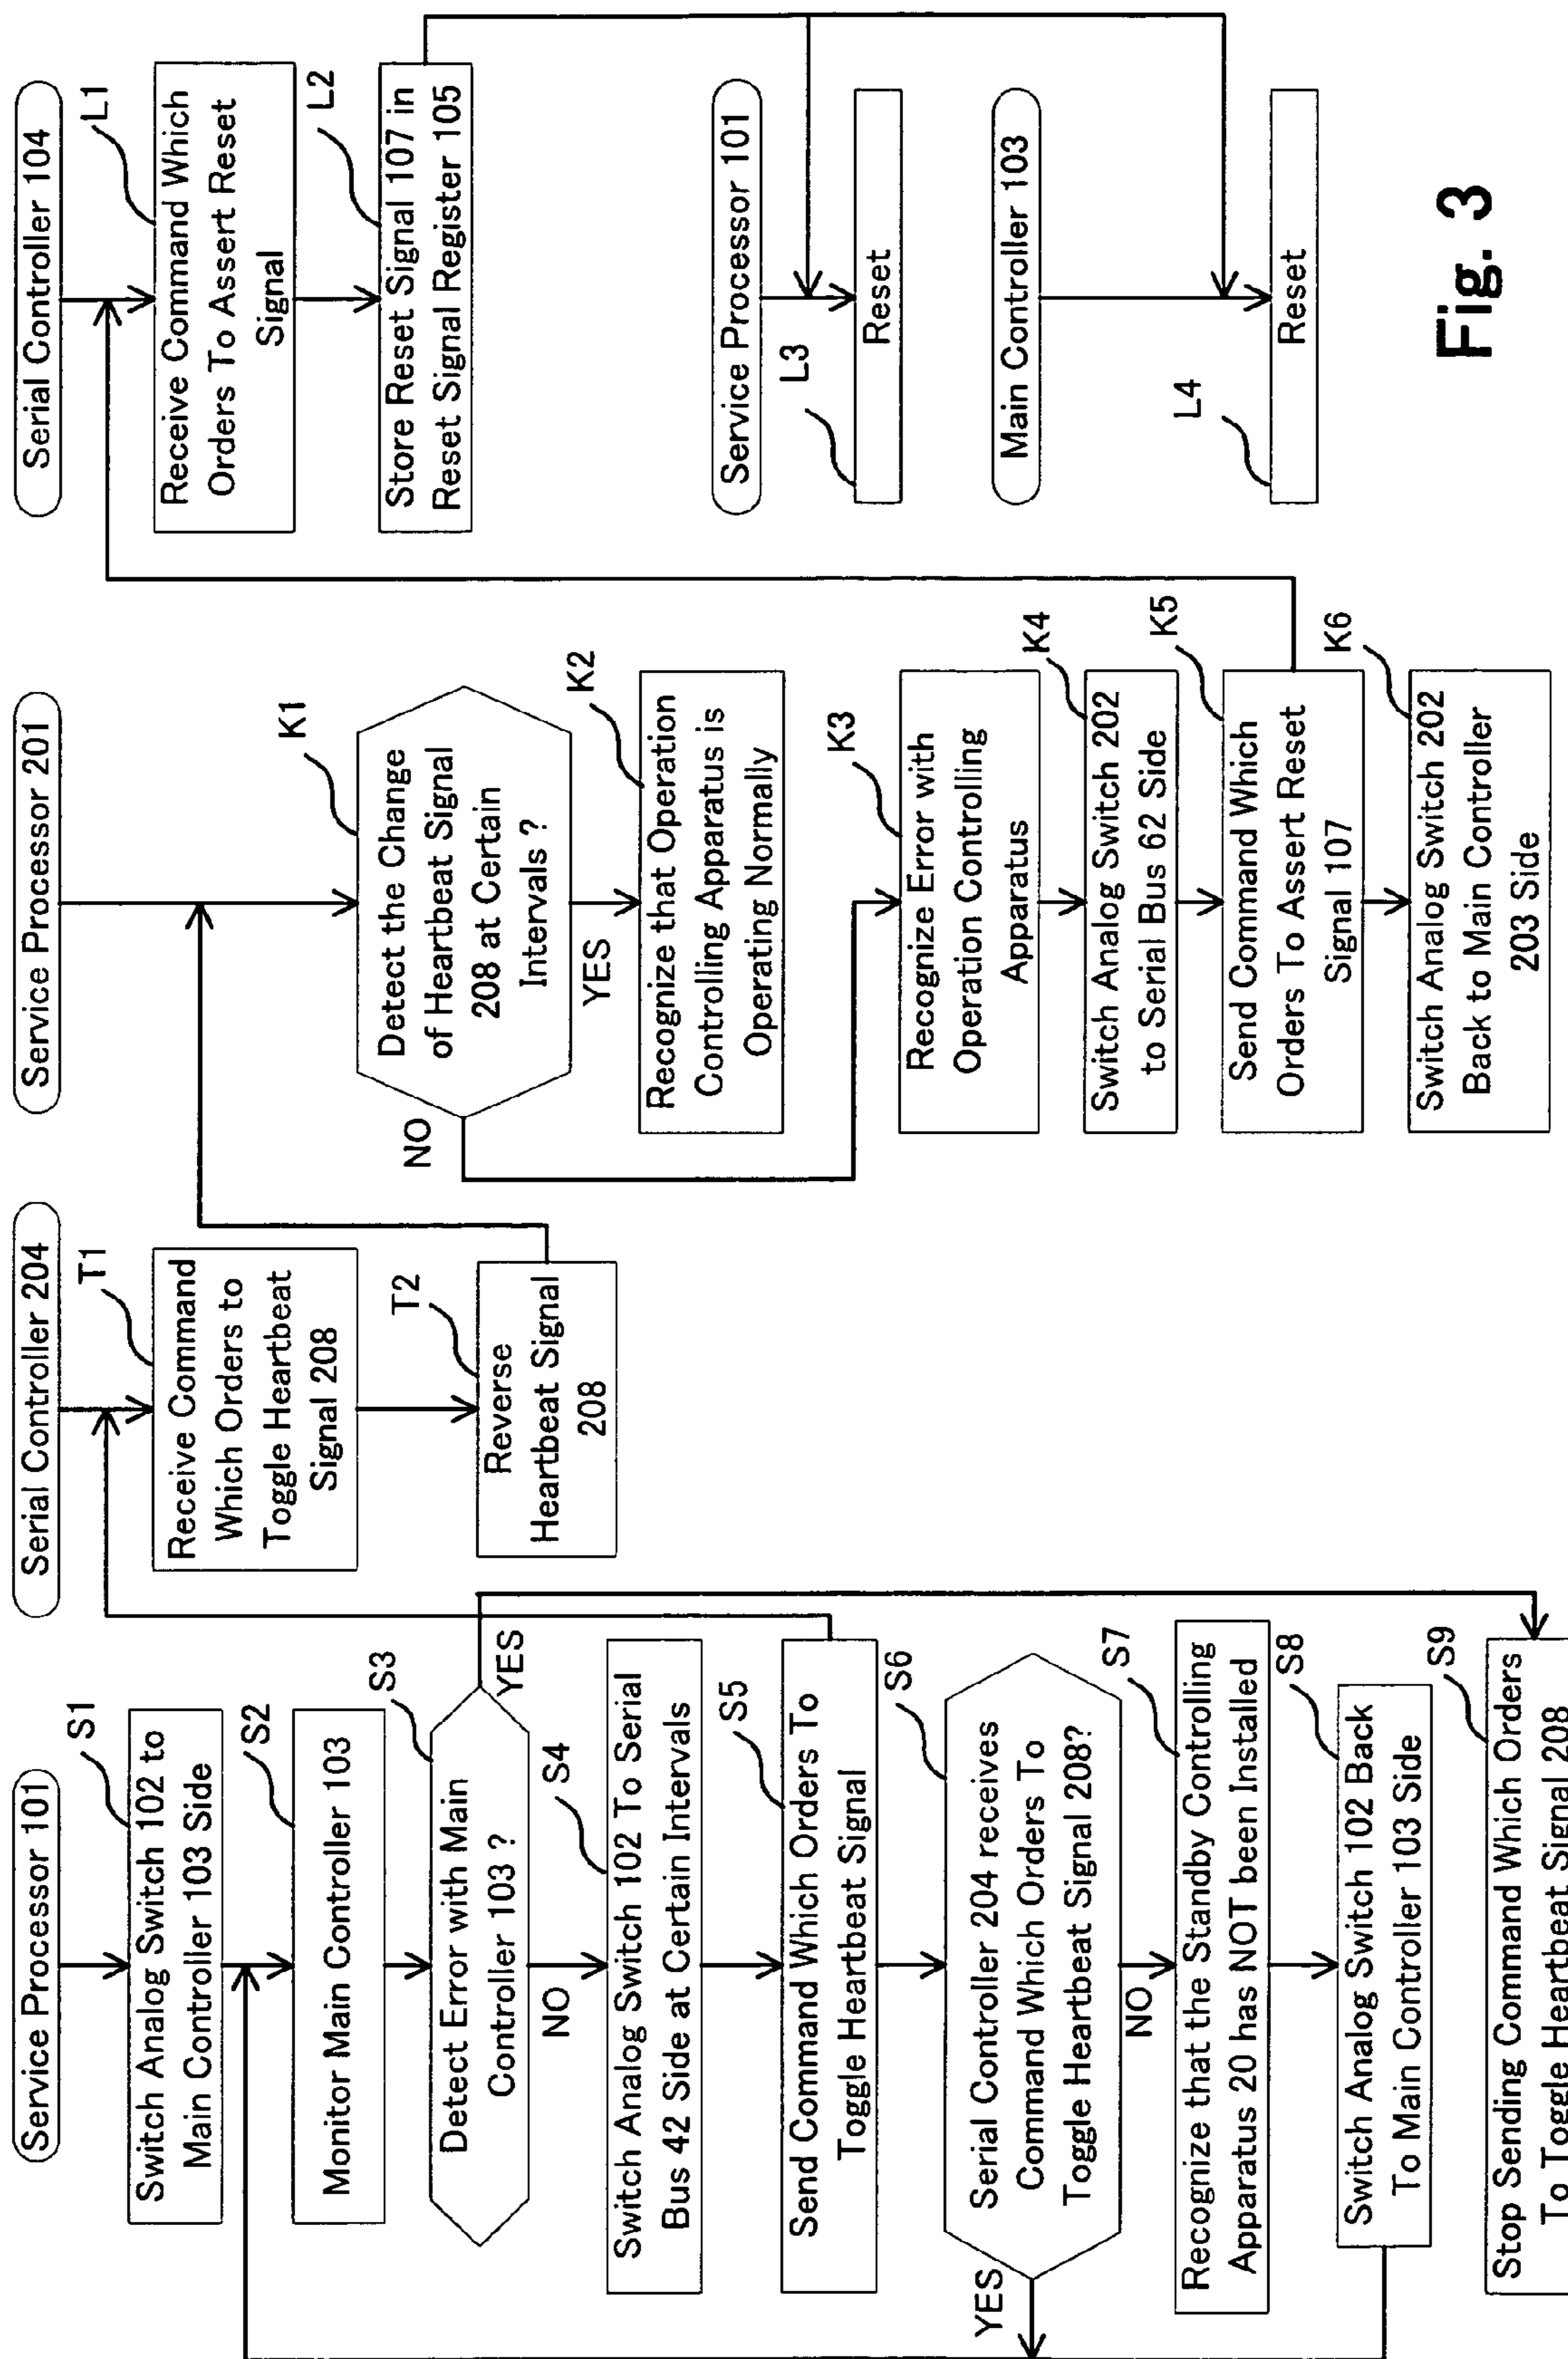 Service Processor 101
S1
Switch Analog Switch 102 to
Main Controller 103 Side
S2
Monitor Main Controller 103
S3
Detect Error with Main
Controller 103 ?
YES
NO
S4
Switch Analog Switch 102 To Serial
Bus 42 Side at Certain Intervals
S5
Send Command Which Orders To
Toggle Heartbeat Signal
S6
Serial Controller 204 receives
Command Which Orders To
Toggle Heartbeat Signal 208?
YES
NO
S7
Recognize that the Standby Controlling
Apparatus 20 has NOT been Installed
S8
Switch Analog Switch 102 Back
To Main Controller 103 Side
S9
Stop Sending Command Which Orders
To Toggle Heartbeat Signal 208
Serial Controller 204
T1
Receive Command
Which Orders to
Toggle Heartbeat
Signal 208
T2
Reverse
Heartbeat Signal
208
Service Processor 201
K1
Detect the Change
of Heartbeat Signal
208 at Certain
Intervals ?
NO
YES
K2
Recognize that Operation
Controlling Apparatus is
Operating Normally
K3
Recognize Error with
Operation Controlling
Apparatus
K4
Switch Analog Switch 202
to Serial Bus 62 Side
K5
Send Command Which
Orders To Assert Reset
Signal 107
K6
Switch Analog Switch 202
Back to Main Controller
203 Side
Serial Controller 104
L1
Receive Command Which
Orders To Assert Reset
Signal
L2
Store Reset Signal 107 in
Reset Signal Register 105
Service Processor 101
L3
Reset
Main Controller 103
L4
Reset
Fig. 3